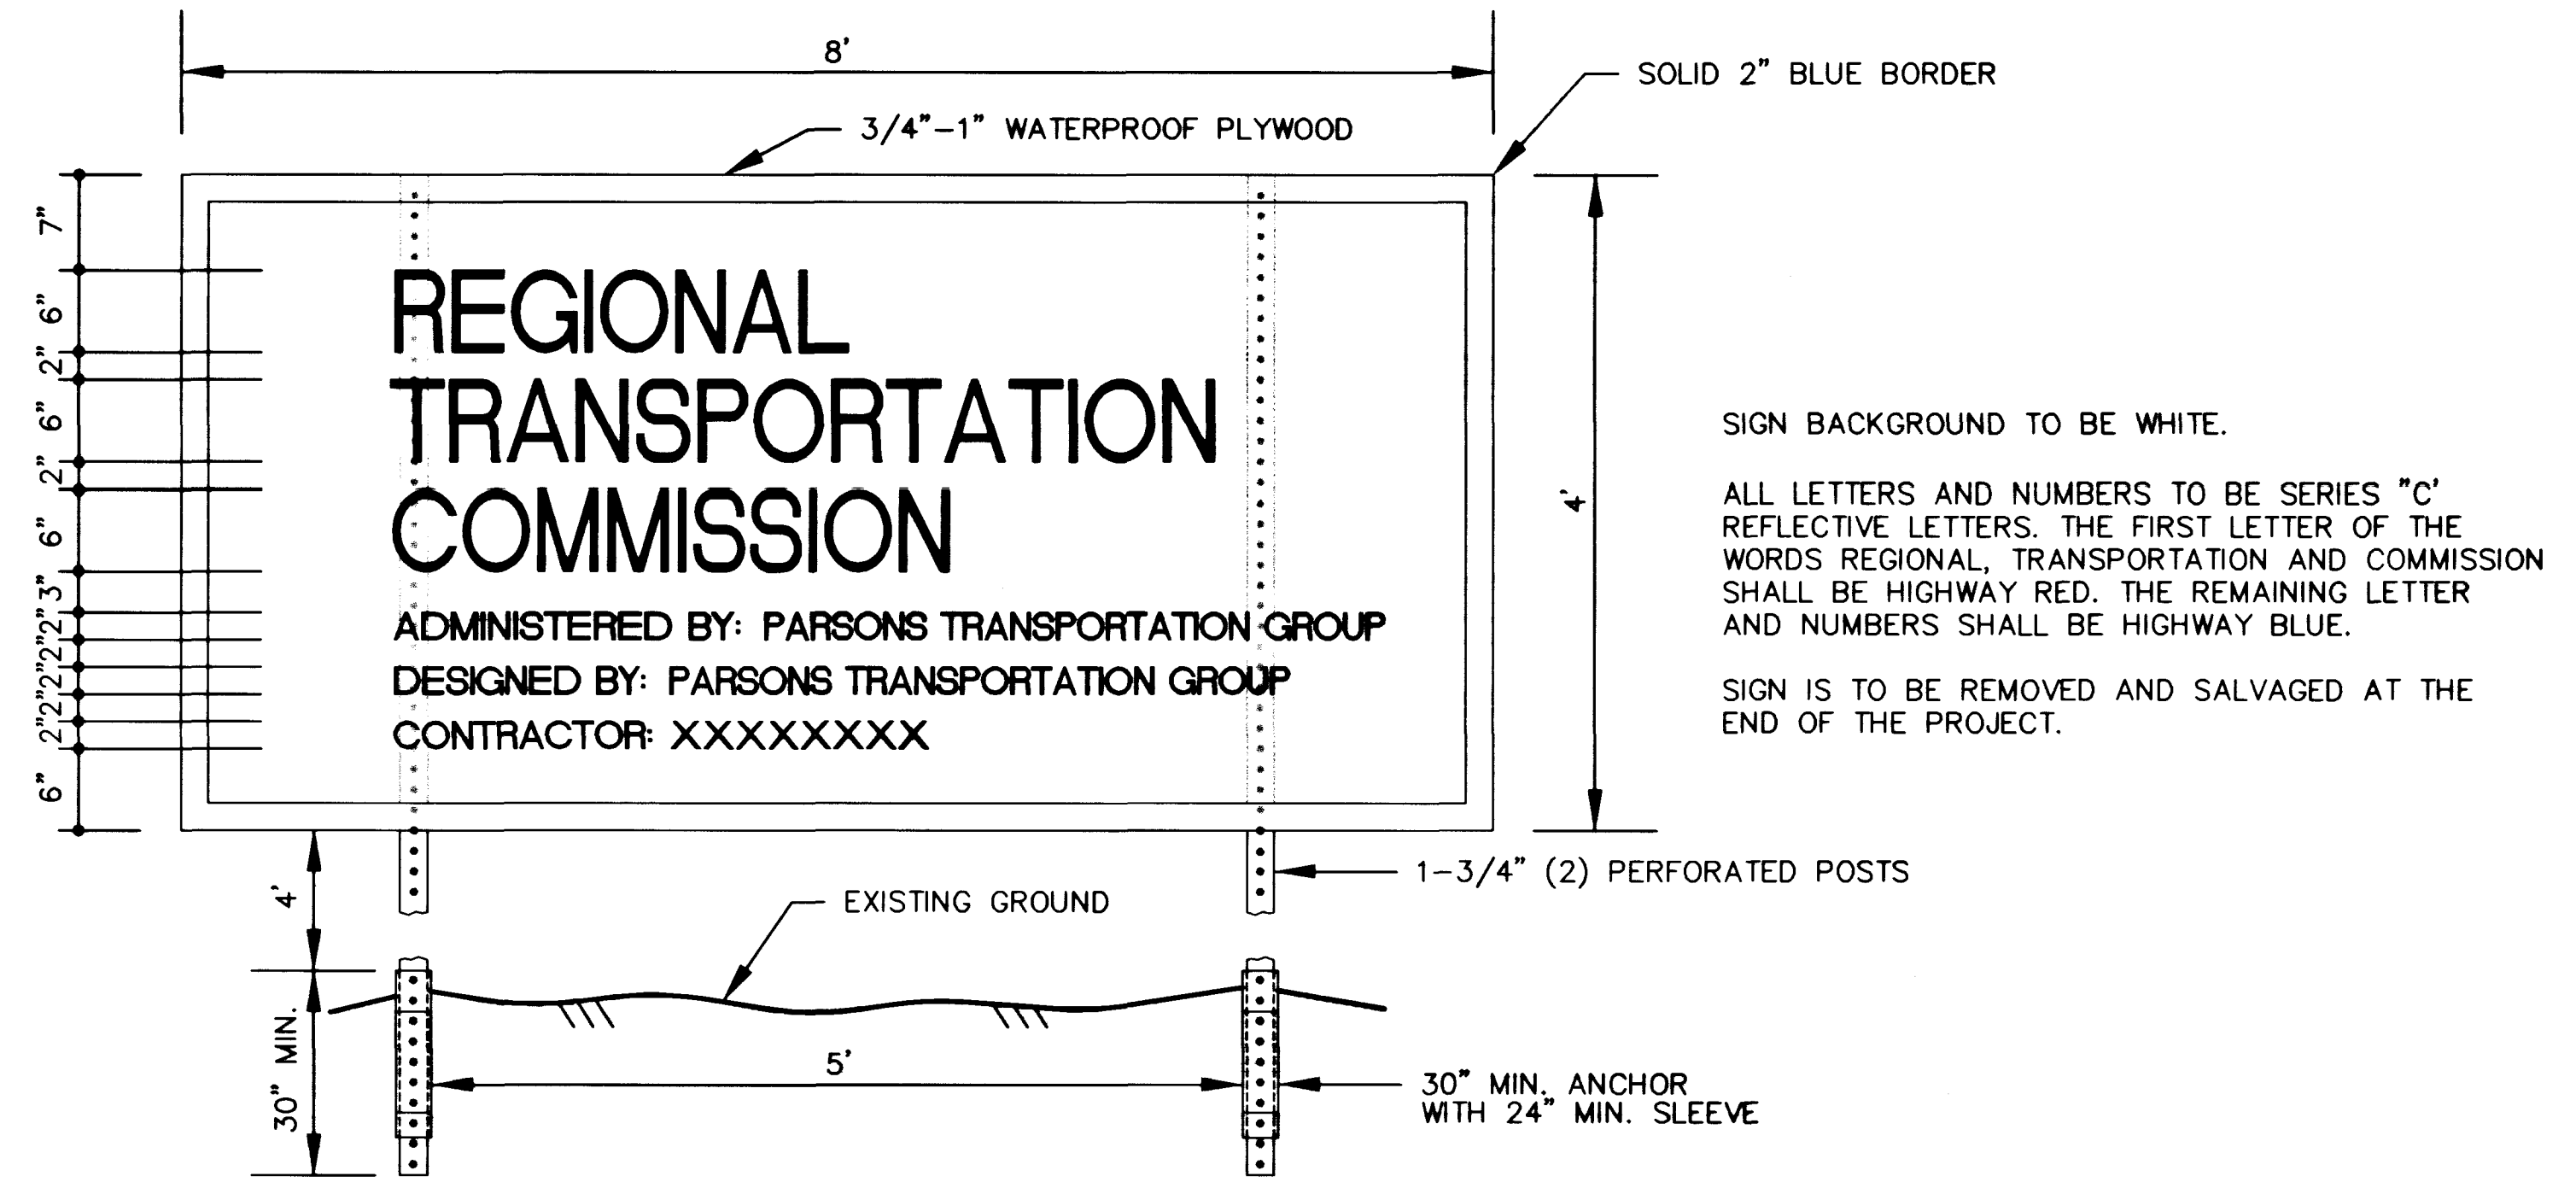 8'
SOLID 2" BLUE BORDER
3/4"-1" WATERPROOF PLYWOOD
7"
6"
2"
6"
2"
6"
3"
2"
2"
2"
2"
2"
6"
REGIONAL
TRANSPORTATION
COMMISSION
ADMINISTERED BY: PARSONS TRANSPORTATION GROUP
DESIGNED BY: PARSONS TRANSPORTATION GROUP
CONTRACTOR: XXXXXXXX
4'
SIGN BACKGROUND TO BE WHITE.
ALL LETTERS AND NUMBERS TO BE SERIES "C'
REFLECTIVE LETTERS. THE FIRST LETTER OF THE
WORDS REGIONAL, TRANSPORTATION AND COMMISSION
SHALL BE HIGHWAY RED. THE REMAINING LETTER
AND NUMBERS SHALL BE HIGHWAY BLUE.
SIGN IS TO BE REMOVED AND SALVAGED AT THE
END OF THE PROJECT.
1-3/4" (2) PERFORATED POSTS
4'
EXISTING GROUND
30" MIN.
5'
30" MIN. ANCHOR
WITH 24" MIN. SLEEVE